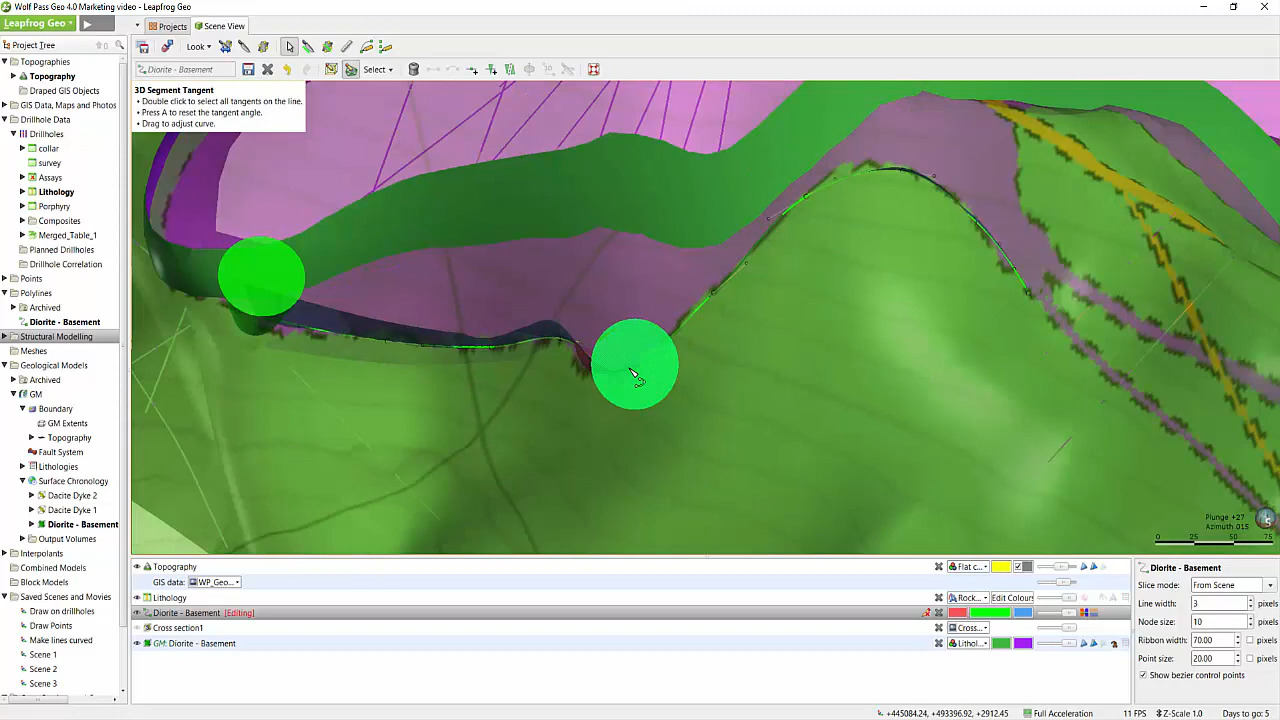 Wolf Pass Geo 4.0 Marketing video - Leapfrog Geo
Leapfrog Geo
Projects
Scene View
Project Tree
Look
Diorite - Basement
Select
3D Segment Tangent
• Double click to select all tangents on the line.
• Press A to reset the tangent angle.
• Drag to adjust curve.
Topographies
Topography
Draped GIS Objects
GIS Data, Maps and Photos
Drillhole Data
Drillholes
collar
survey
Assays
Lithology
Porphyry
Composites
Merged_Table_1
Planned Drillholes
Drillhole Correlation
Points
Polylines
Archived
Diorite - Basement
Structural Modelling
Meshes
Geological Models
Archived
GM
Boundary
GM Extents
Topography
Fault System
Lithologies
Surface Chronology
Dacite Dyke 2
Dacite Dyke 1
Diorite - Basement
Output Volumes
Interpolants
Combined Models
Block Models
Saved Scenes and Movies
Draw on drillholes
Draw Points
Make lines curved
Scene 1
Scene 2
Scene 3
Plunge +27
Azimuth 015
0 25 50 75
Topography
Flat c...
GIS data: WP_Geo...
Lithology
Rock... Edit Colours
Diorite - Basement [Editing]
Cross section1
Cross...
GM: Diorite - Basement
Lithol...
Diorite - Basement
Slice mode: From Scene
Line width: 3 pixels
Node size: 10 pixels
Ribbon width: 70.00 pixels
Point size: 20.00 pixels
Show bezier control points
+445084.24, +493396.92, +2912.45
Full Acceleration
11 FPS
Z-Scale 1.0
Days to go: 5